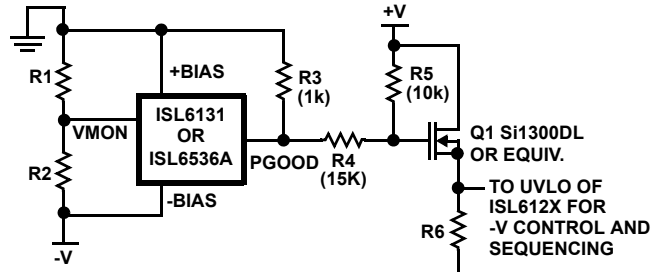 +V
R1
+BIAS
R3
(1k)
R5
(10k)
VMON
ISL6131
OR
ISL6536A
PGOOD
R4
(15K)
Q1 Si1300DL
OR EQUIV.
R2
-BIAS
-V
TO UVLO OF
ISL612X FOR
-V CONTROL AND
SEQUENCING
R6